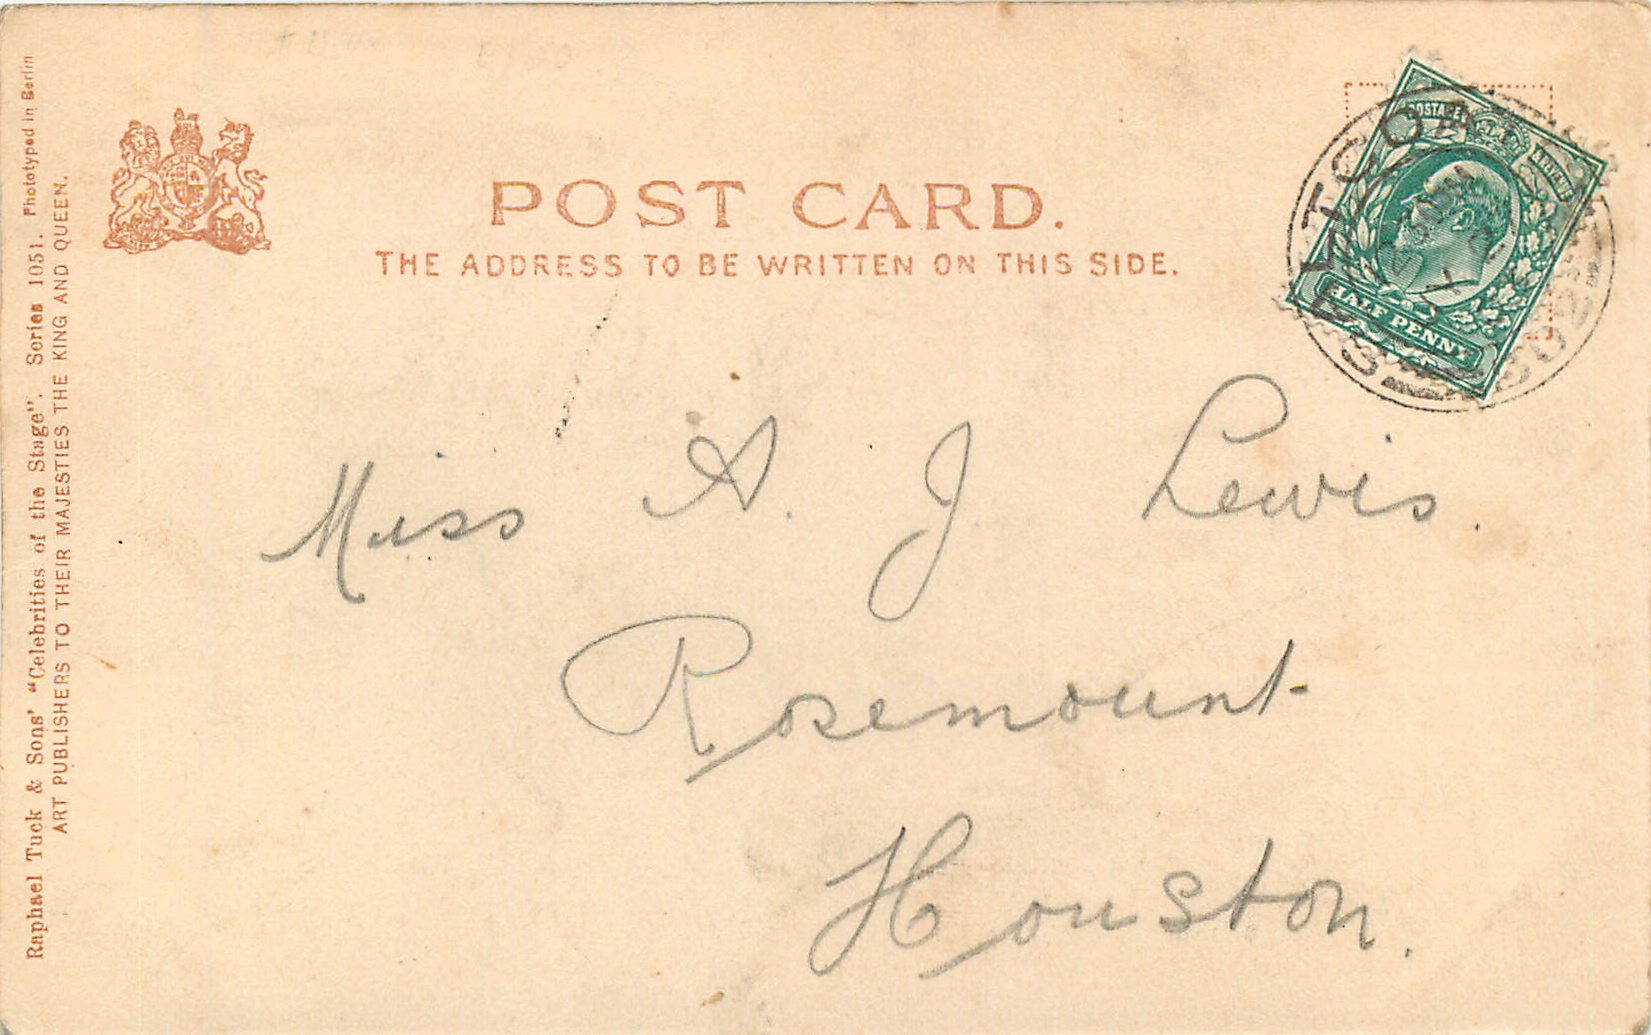 Raphael Tuck & Sons' "Celebrities of the Stage". Series 1051. Phototyped in Berlin
ART PUBLISHERS TO THEIR MAJESTIES THE KING AND QUEEN.
POST CARD.
THE ADDRESS TO BE WRITTEN ON THIS SIDE.
POSTAGE REVENUE
HALF PENNY
SALTCOATS
Miss A. J Lewis.
Rosemount
Houston.